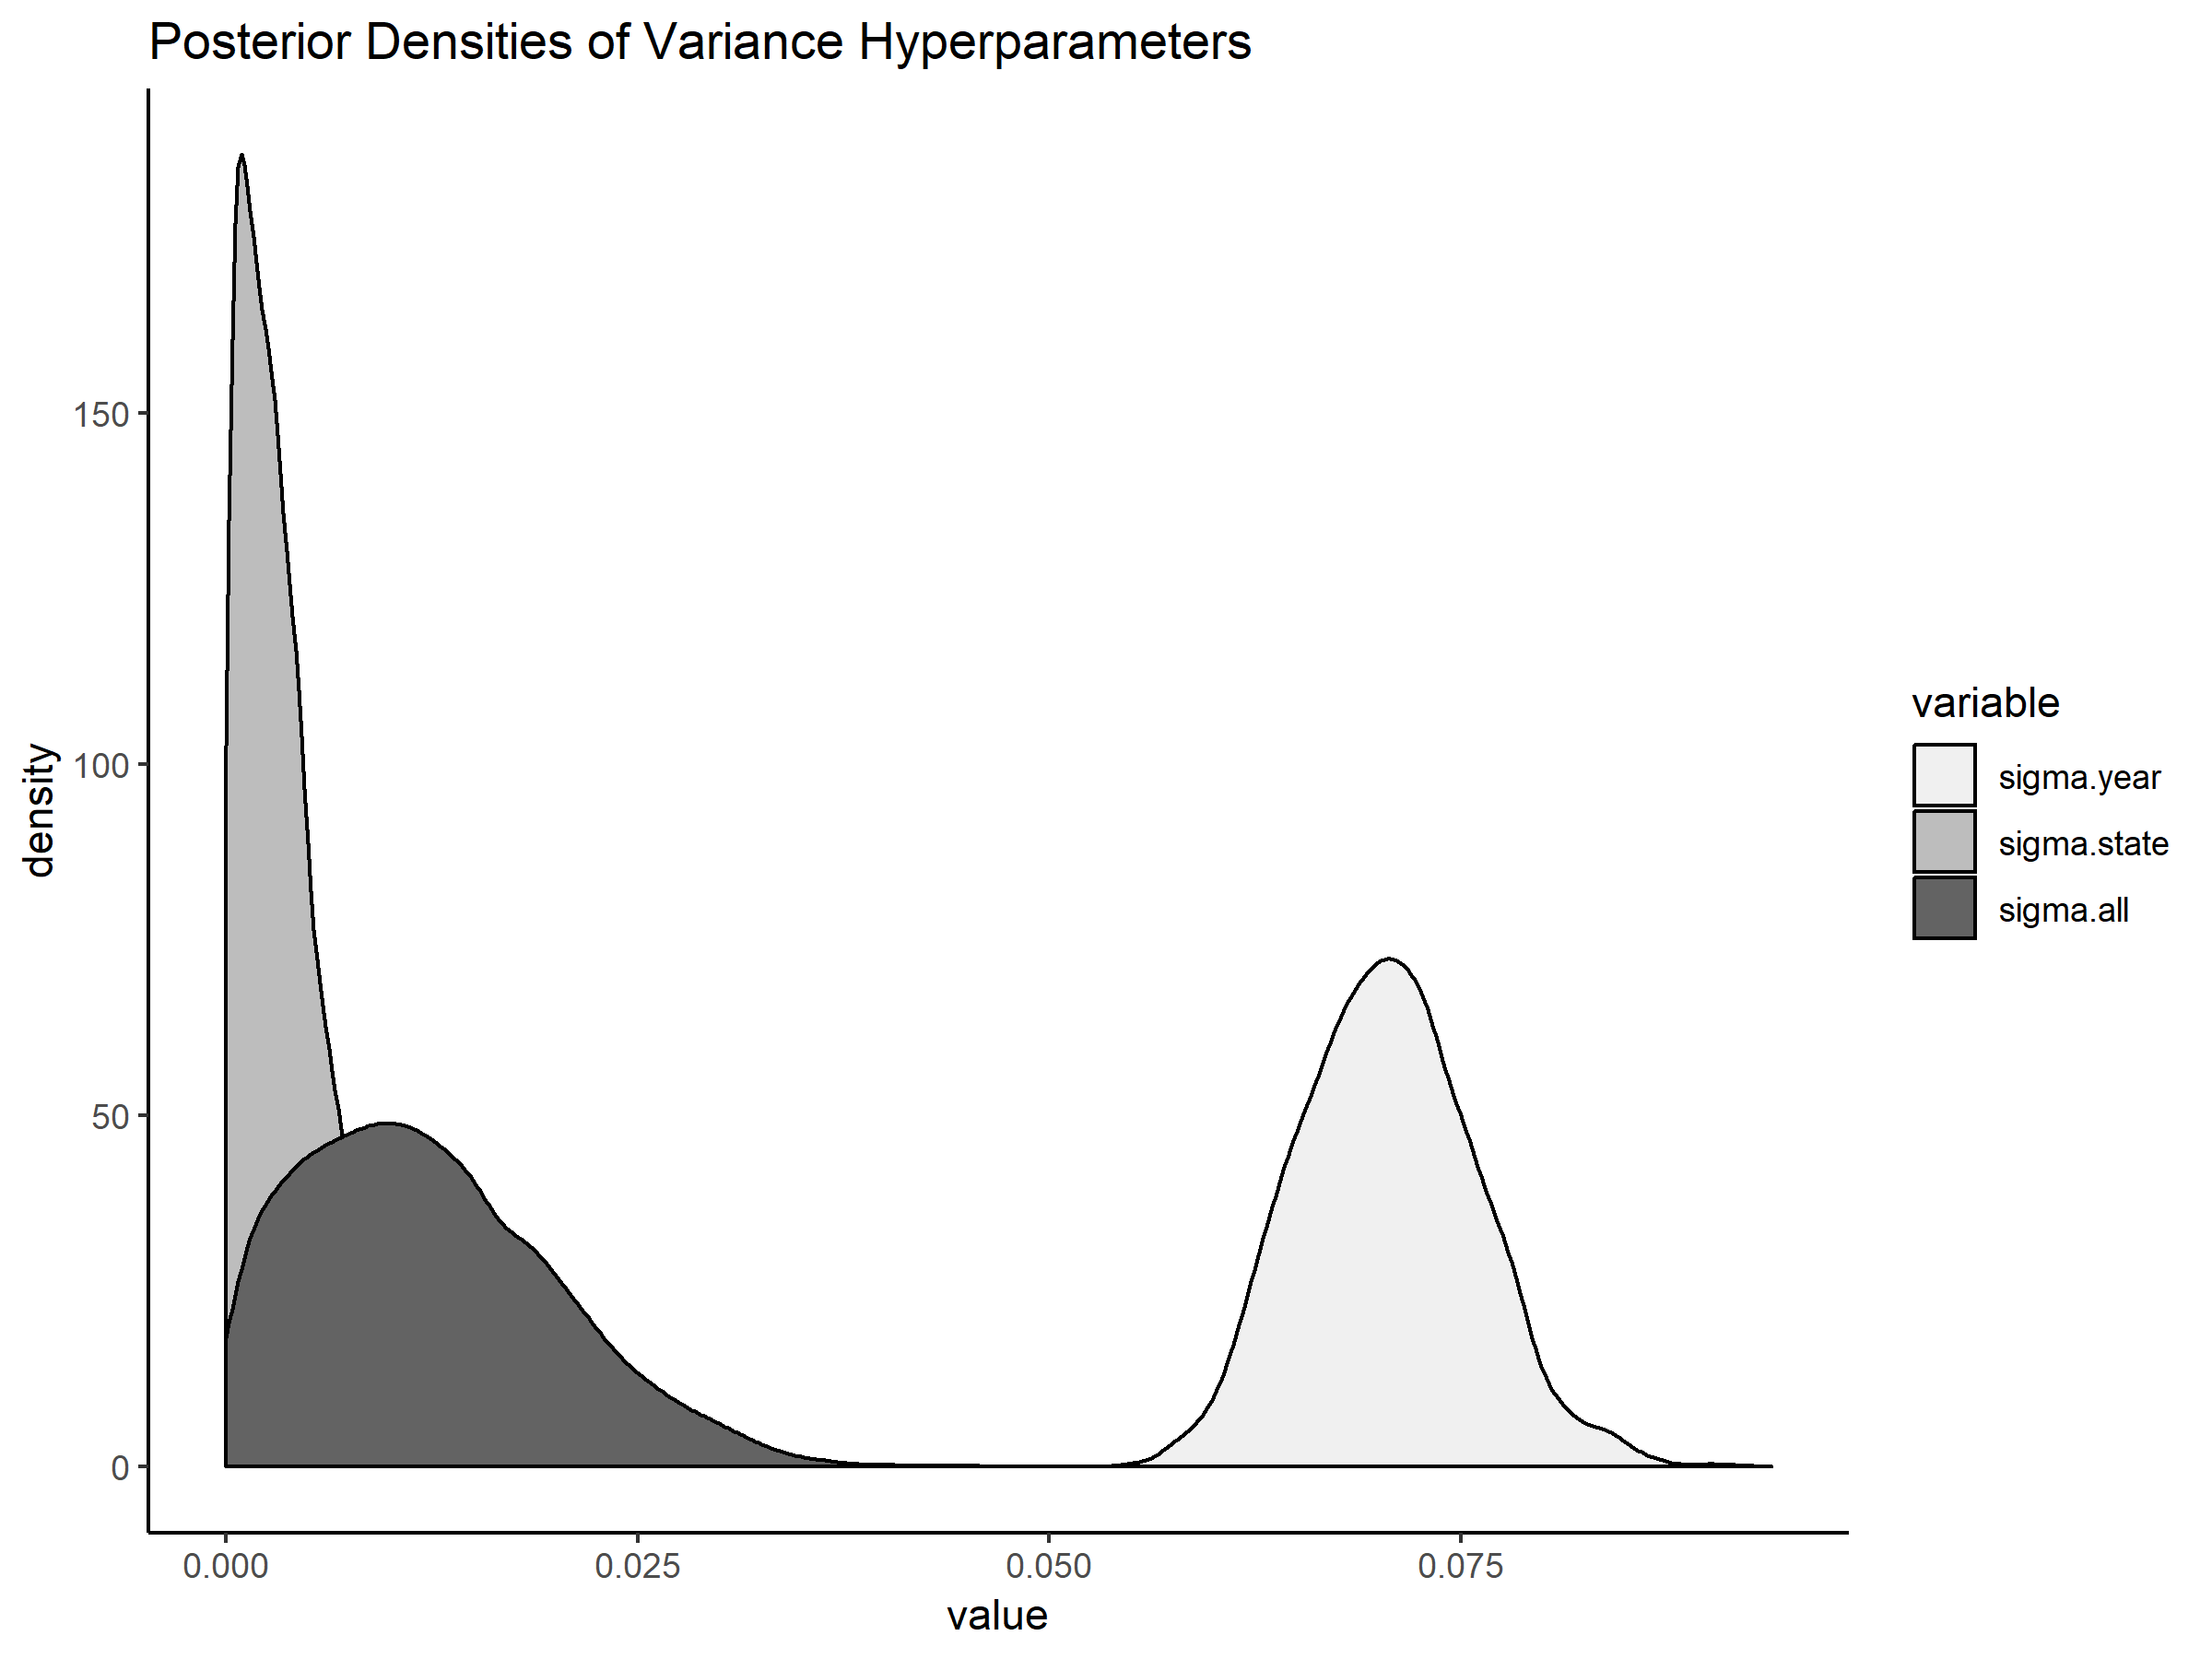 Posterior Densities of Variance Hyperparameters
150
100
50
0
density
0.000
0.025
0.050
0.075
value
variable
sigma.year
sigma.state
sigma.all